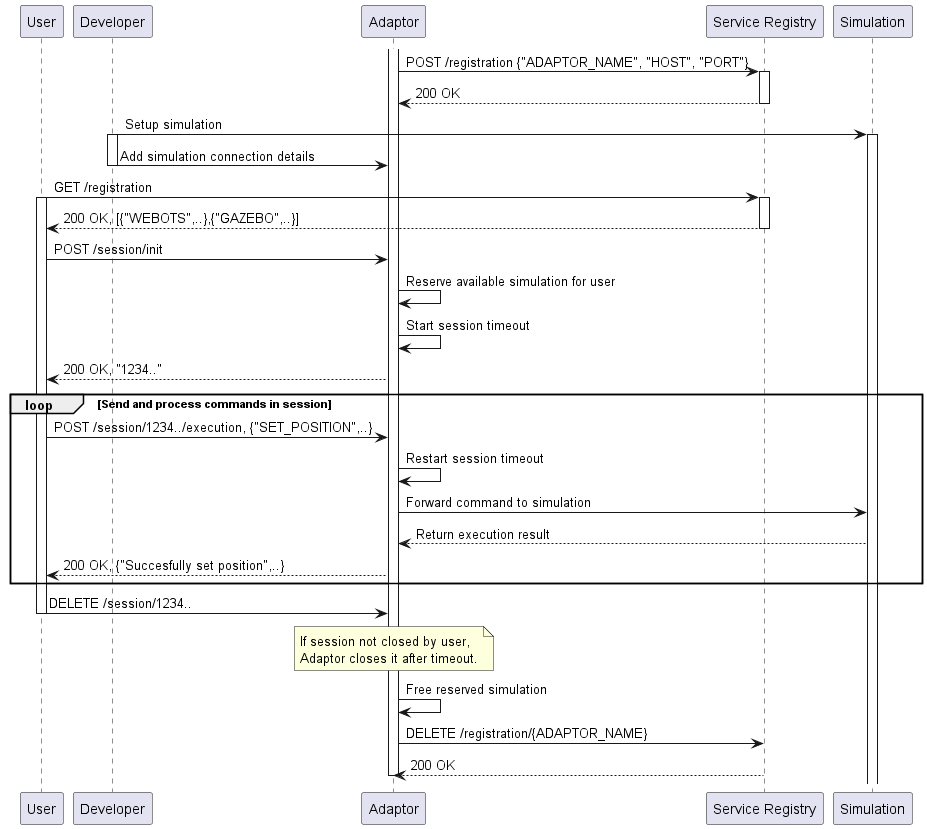 User Developer Adaptor Service Registry Simulation
POST /registration {"ADAPTOR_NAME", "HOST", "PORT"}
200 OK
Setup simulation
Add simulation connection details
GET /registration
200 OK, [{"WEBOTS",..},{"GAZEBO",..}]
POST /session/init
Reserve available simulation for user
Start session timeout
200 OK, "1234.."
loop [Send and process commands in session]
POST /session/1234../execution, {"SET_POSITION",..}
Restart session timeout
Forward command to simulation
Return execution result
200 OK, {"Succesfully set position",..}
DELETE /session/1234..
If session not closed by user,
Adaptor closes it after timeout.
Free reserved simulation
DELETE /registration/{ADAPTOR_NAME}
200 OK
User Developer Adaptor Service Registry Simulation